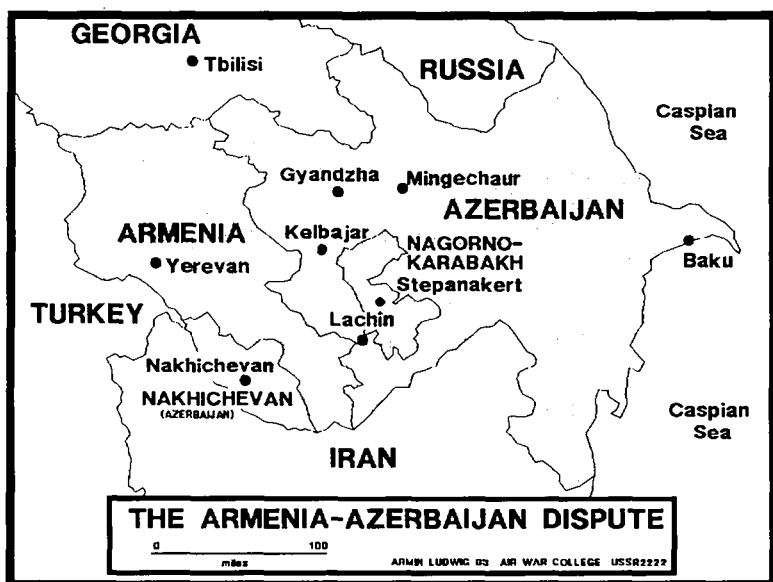 GEORGIA
Tbilisi
RUSSIA
Caspian
Sea
Gyandzha
Mingechaur
AZERBAIJAN
ARMENIA
Kelbajar
NAGORNO-
KARABAKH
Yerevan
Stepanakert
Baku
TURKEY
Lachin
Nakhichevan
NAKHICHEVAN
(AZERBAIJAN)
Caspian
Sea
IRAN
THE ARMENIA-AZERBAIJAN DISPUTE
0 100
miles
ARMIN LUDWIG 93 AIR WAR COLLEGE USSR2222